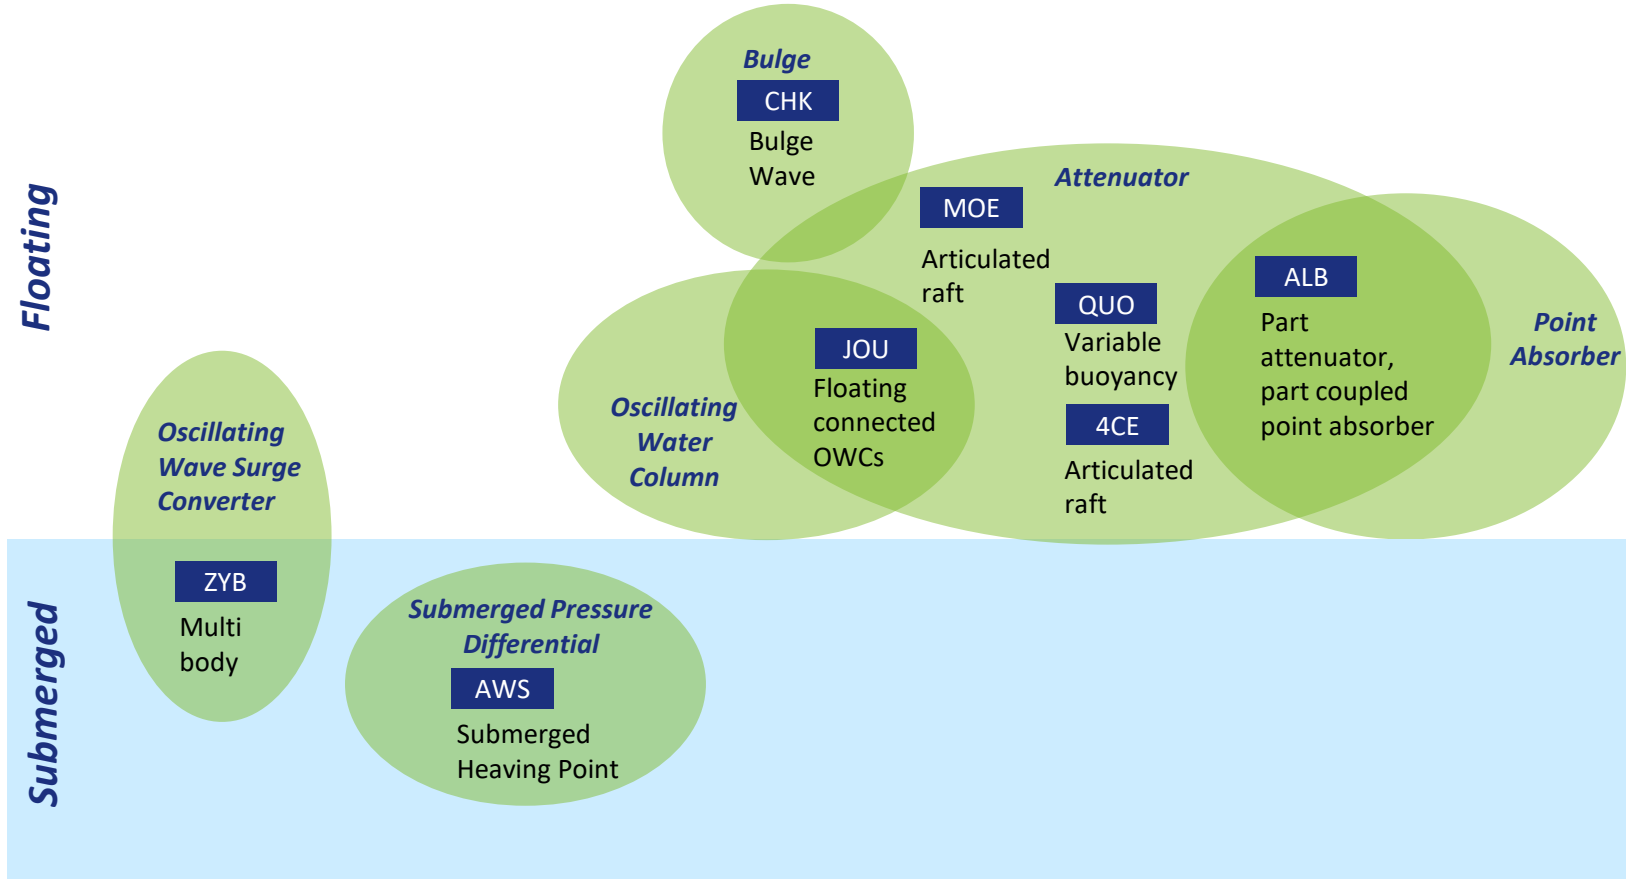 Floating
Bulge
CHK
Bulge
Wave
Attenuator
MOE
Articulated
raft
QUO
Variable
buoyancy
4CE
Articulated
raft
ALB
Part
attenuator,
part coupled
point absorber
Point
Absorber
JOU
Floating
connected
OWCs
Oscillating
Water
Column
Oscillating
Wave Surge
Converter
Submerged
ZYB
Multi
body
Submerged Pressure
Differential
AWS
Submerged
Heaving Point